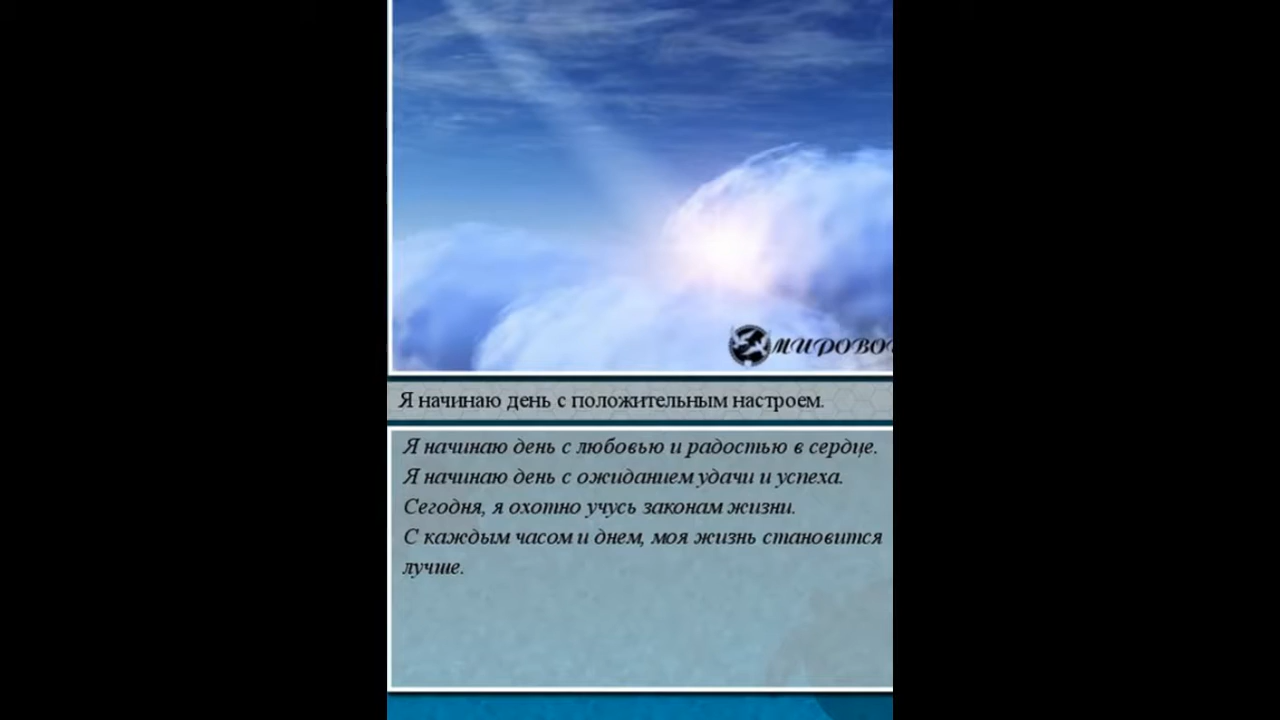 МИРОВО
Я начинаю день с положительным настроем.
Я начинаю день с любовью и радостью в сердце.
Я начинаю день с ожиданием удачи и успеха.
Сегодня, я охотно учусь законам жизни.
С каждым часом и днем, моя жизнь становится
лучше.